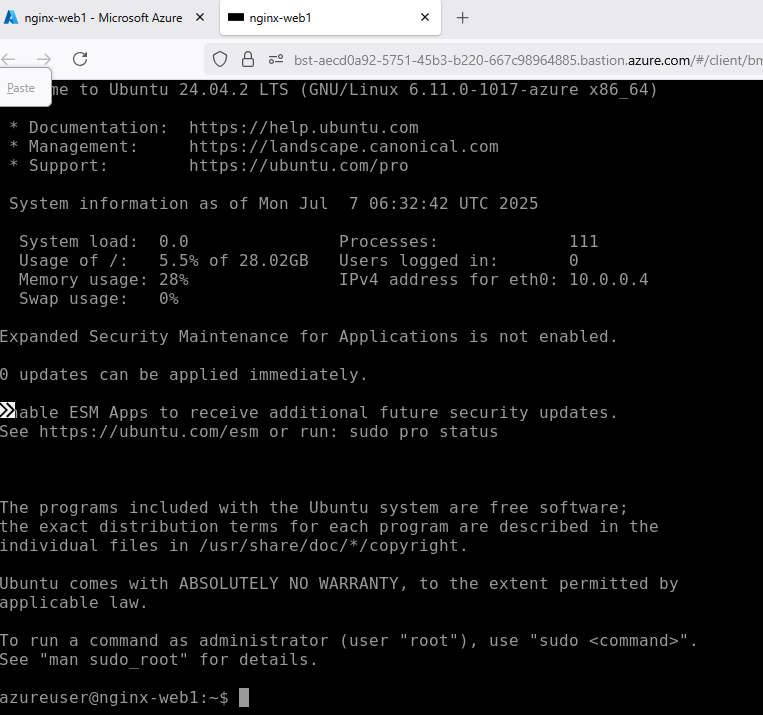 nginx-web1 - Microsoft Azure
nginx-web1
bst-aecd0a92-5751-45b3-b220-667c98964885.bastion.azure.com/#/client/bm
Paste
me to Ubuntu 24.04.2 LTS (GNU/Linux 6.11.0-1017-azure x86_64)
* Documentation:  https://help.ubuntu.com
* Management:     https://landscape.canonical.com
* Support:        https://ubuntu.com/pro
System information as of Mon Jul  7 06:32:42 UTC 2025
System load:  0.0               Processes:             111
Usage of /:   5.5% of 28.02GB   Users logged in:       0
Memory usage: 28%               IPv4 address for eth0: 10.0.0.4
Swap usage:   0%
Expanded Security Maintenance for Applications is not enabled.
0 updates can be applied immediately.
nable ESM Apps to receive additional future security updates.
See https://ubuntu.com/esm or run: sudo pro status
The programs included with the Ubuntu system are free software;
the exact distribution terms for each program are described in the
individual files in /usr/share/doc/*/copyright.
Ubuntu comes with ABSOLUTELY NO WARRANTY, to the extent permitted by
applicable law.
To run a command as administrator (user "root"), use "sudo <command>".
See "man sudo_root" for details.
azureuser@nginx-web1:~$